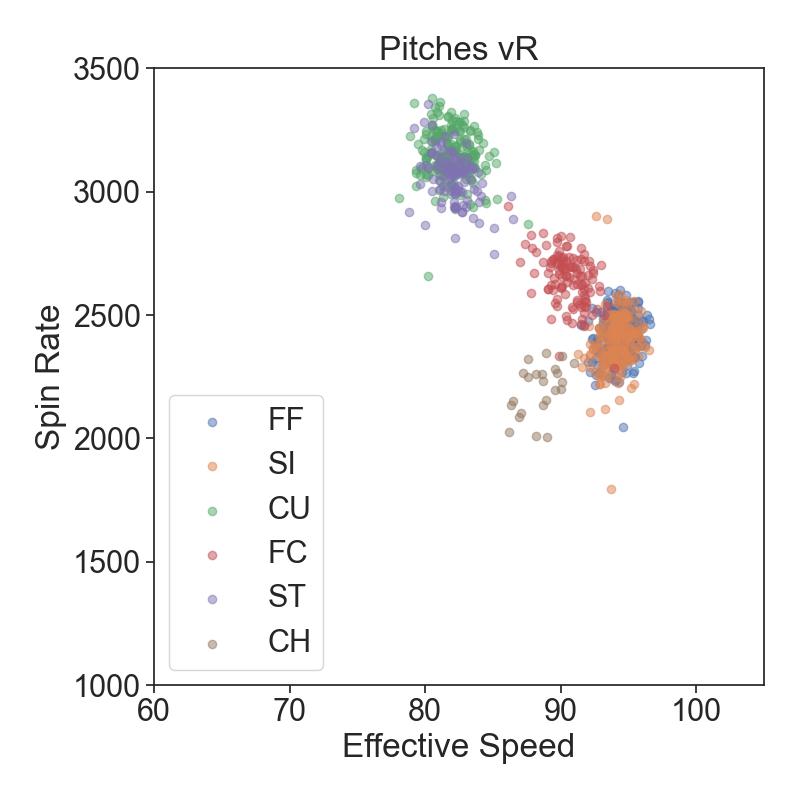 Pitches vR
3500
3000
2500
2000
1500
1000
Spin Rate
FF
SI
CU
FC
ST
CH
60 70 80 90 100
Effective Speed